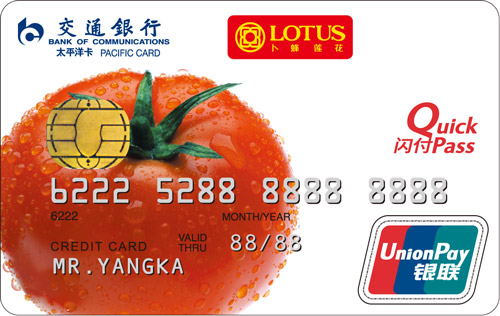 交通銀行
BANK OF COMMUNICATIONS
太平洋卡 PACIFIC CARD
LOTUS
卜蜂莲花
Quick
闪付Pass
6222 5288 8888 8888
6222
MONTH/YEAR
CREDIT CARD
VALID THRU 88/88
MR.YANGKA
UnionPay
银联